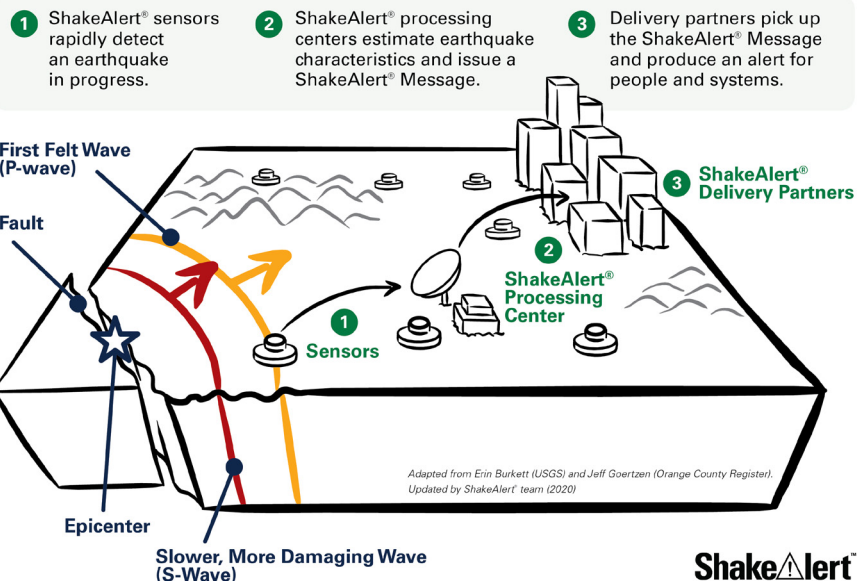 1 ShakeAlert® sensors
rapidly detect
an earthquake
in progress.
2 ShakeAlert® processing
centers estimate earthquake
characteristics and issue a
ShakeAlert® Message.
3 Delivery partners pick up
the ShakeAlert® Message
and produce an alert for
people and systems.
First Felt Wave
(P-wave)
Fault
3 ShakeAlert®
Delivery Partners
2
ShakeAlert®
Processing
Center
1
Sensors
Adapted from Erin Burkett (USGS) and Jeff Goertzen (Orange County Register).
Updated by ShakeAlert® team (2020)
Epicenter
Slower, More Damaging Wave
(S-Wave)
ShakeAlert™